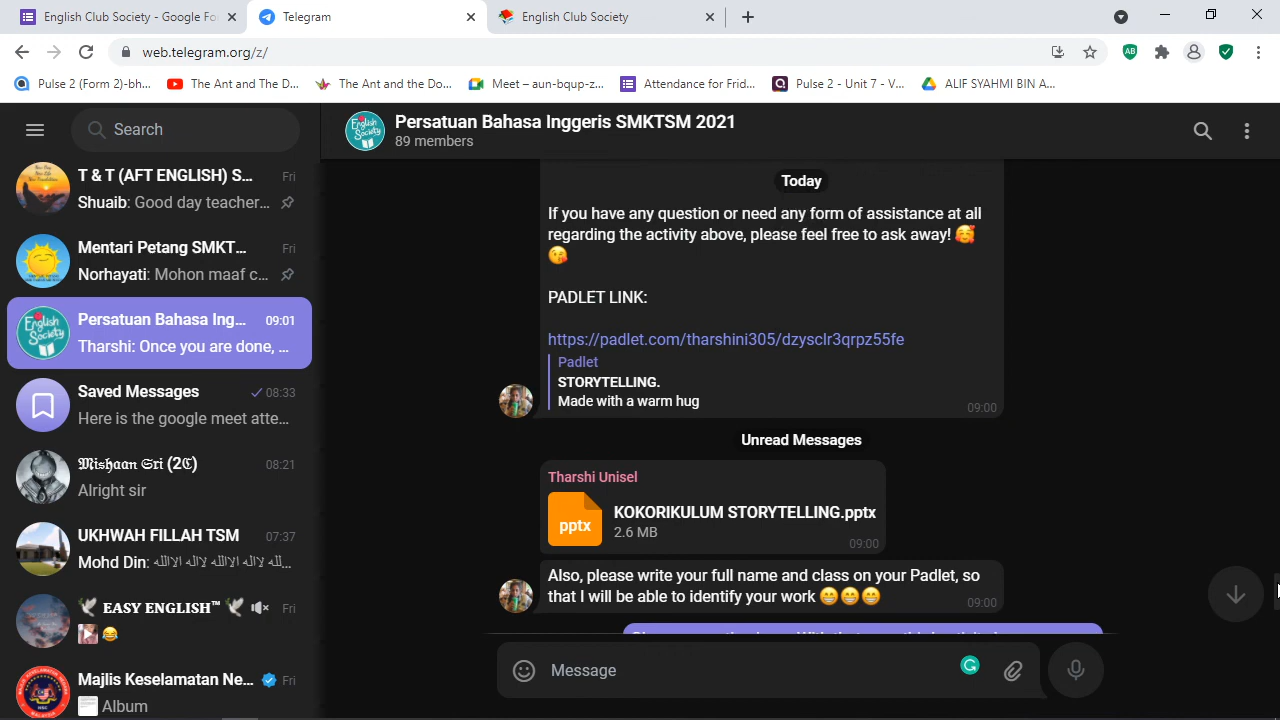 English Club Society - Google Fo
Telegram
English Club Society
web.telegram.org/z/
Pulse 2 (Form 2)-bh...
The Ant and The D...
The Ant and the Do...
Meet – aun-bqup-z...
Attendance for Frid...
Pulse 2 - Unit 7 - V...
ALIF SYAHMI BIN A...
Search
T & T (AFT ENGLISH) S... Fri
Shuaib: Good day teacher...
Mentari Petang SMKT... Fri
Norhayati: Mohon maaf c...
Persatuan Bahasa Ing... 09:01
Tharshi: Once you are done, ...
Saved Messages 08:33
Here is the google meet atte...
𝔐𝔦𝔰𝔥𝔞𝔞𝔫 𝔖𝔯𝔦 (2ℭ) 08:21
Alright sir
UKHWAH FILLAH TSM 07:37
Mohd Din:
🕊 EASY ENGLISH™ 🕊 Fri
😂
Majlis Keselamatan Ne... Fri
Album
English Society
Persatuan Bahasa Inggeris SMKTSM 2021
89 members
Today
If you have any question or need any form of assistance at all
regarding the activity above, please feel free to ask away! 🥰
😘
PADLET LINK:
https://padlet.com/tharshini305/dzysclr3qrpz55fe
Padlet
STORYTELLING.
Made with a warm hug
09:00
Unread Messages
Tharshi Unisel
pptx
KOKORIKULUM STORYTELLING.pptx
2.6 MB
09:00
Also, please write your full name and class on your Padlet, so
that I will be able to identify your work 😁😁😁
09:00
Message